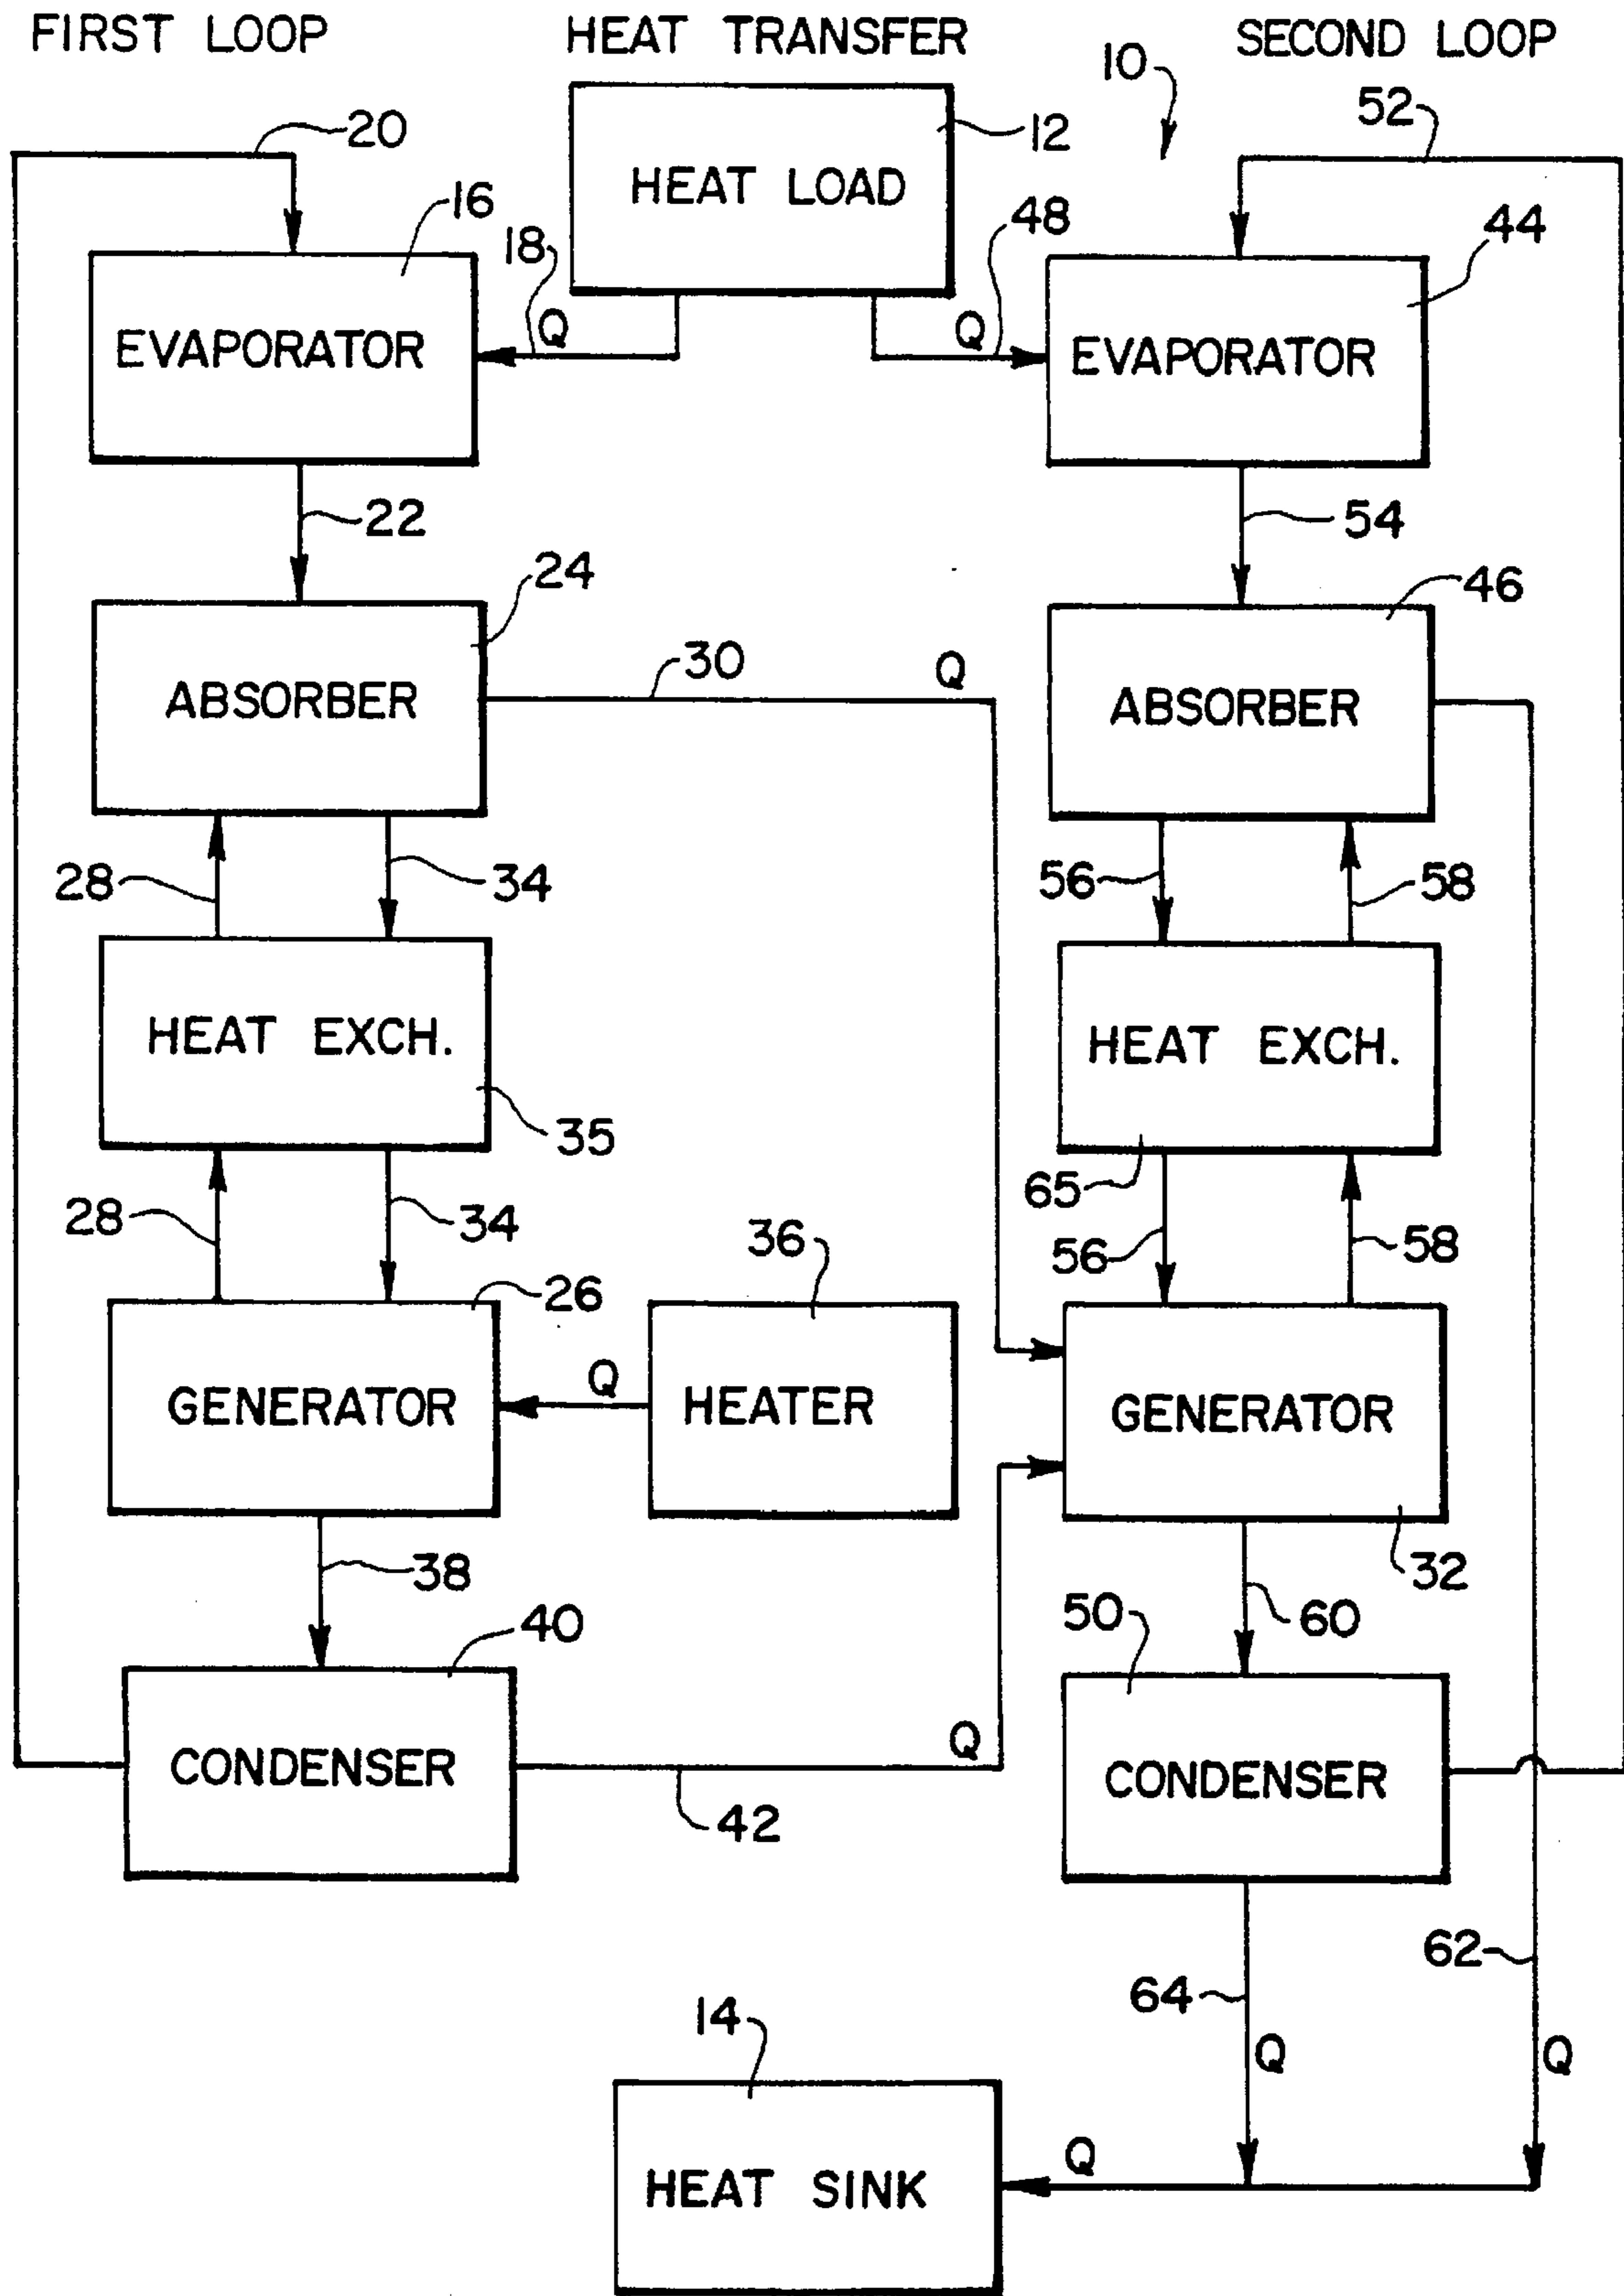 FIRST LOOP
HEAT TRANSFER
SECOND LOOP
10
52
20
12
HEAT LOAD
16
18
48
44
Q
Q
EVAPORATOR
EVAPORATOR
22
54
24
46
30
Q
ABSORBER
ABSORBER
28
34
56
58
HEAT EXCH.
HEAT EXCH.
35
65
28
34
36
56
58
26
Q
GENERATOR
HEATER
GENERATOR
38
32
40
50
60
Q
CONDENSER
CONDENSER
42
62
64
14
Q
Q
Q
HEAT SINK